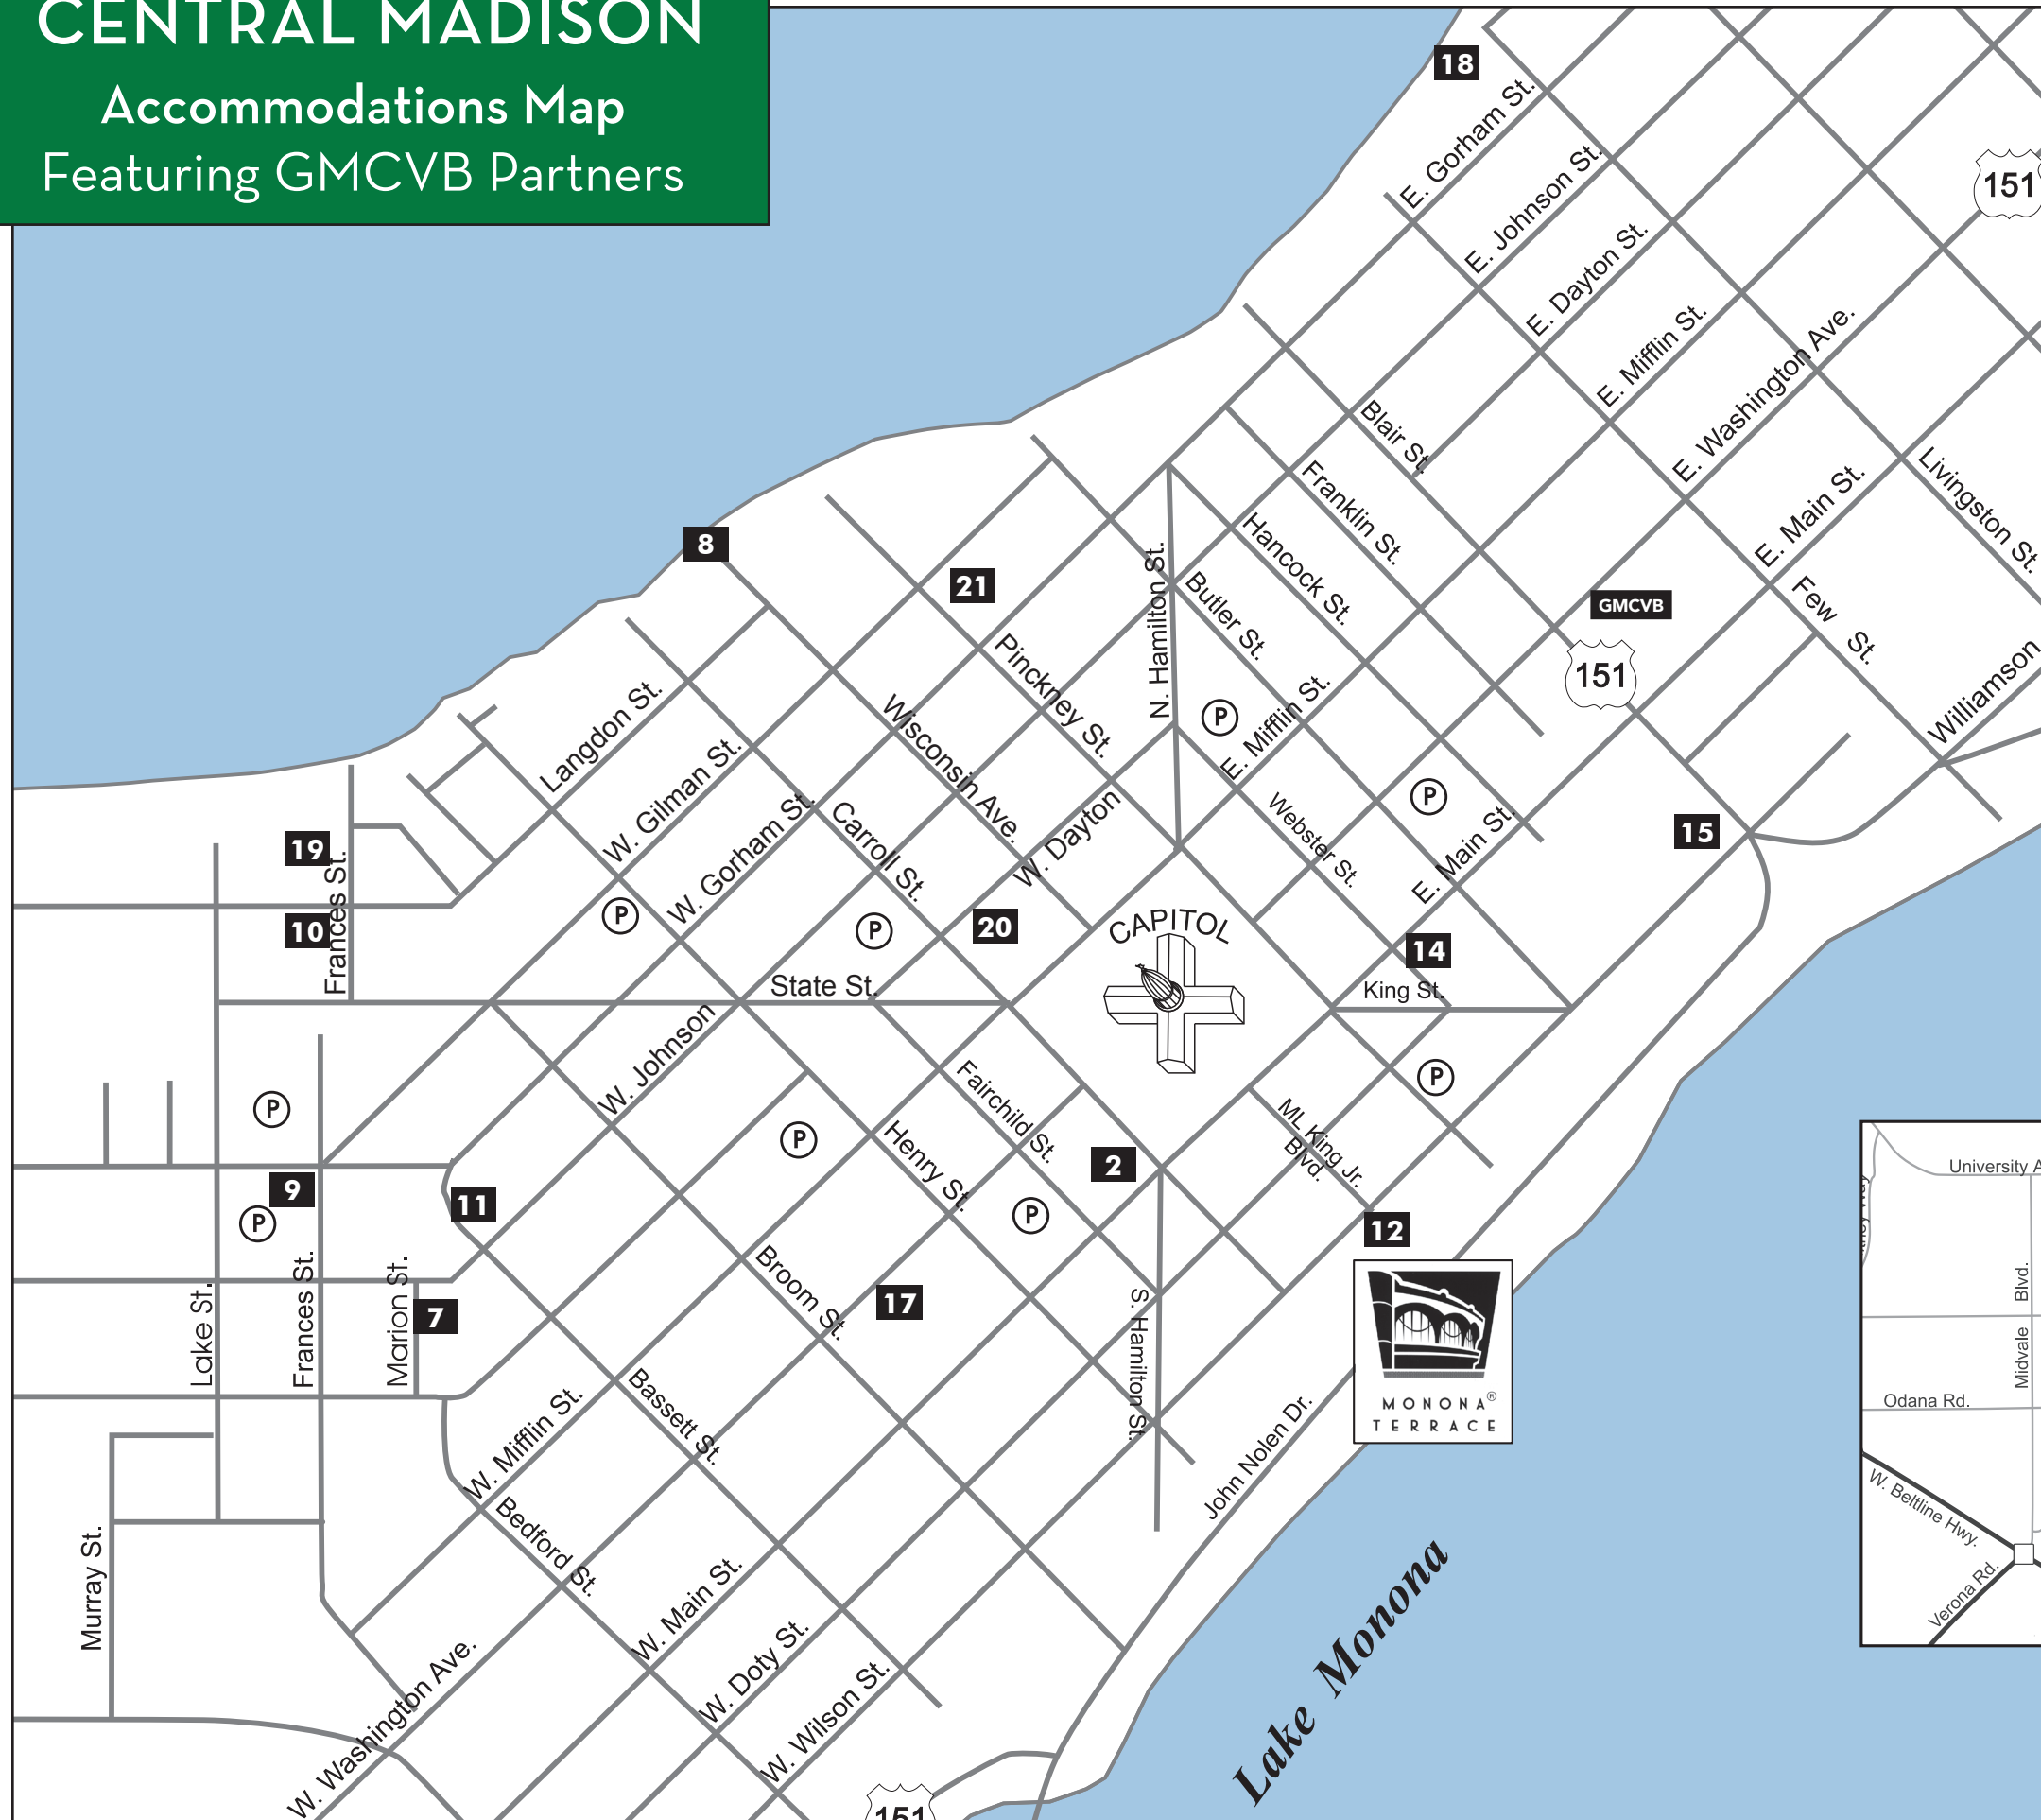 CENTRAL MADISON
Accommodations Map
Featuring GMCVB Partners
18
E. Gorham St.
E. Johnson St.
E. Dayton St.
E. Mifflin St.
E. Washington Ave.
E. Main St.
151
Blair St.
Franklin St.
Hancock St.
Butler St.
N. Hamilton St.
Livingston St.
Few St.
Williamson
GMCVB
151
8
21
Pinckney St.
Wisconsin Ave.
Carroll St.
Langdon St.
W. Gilman St.
W. Gorham St.
W. Dayton
E. Mifflin St.
P
Webster St.
P
E. Main St.
15
19
Frances St.
10
P
P
20
CAPITOL
14
King St.
State St.
W. Johnson
P
P
Fairchild St.
Henry St.
2
P
ML King Jr.
Blvd.
P
12
9
P
11
Lake St.
Frances St.
Marion St.
7
Broom St.
17
S. Hamilton St.
MONONA®
TERRACE
John Nolen Dr.
W. Mifflin St.
Bassett St.
Bedford St.
Murray St.
W. Main St.
W. Doty St.
W. Wilson St.
W. Washington Ave.
151
Lake Monona
University A
Blvd.
Midvale
Odana Rd.
W. Beltline Hwy.
Verona Rd.